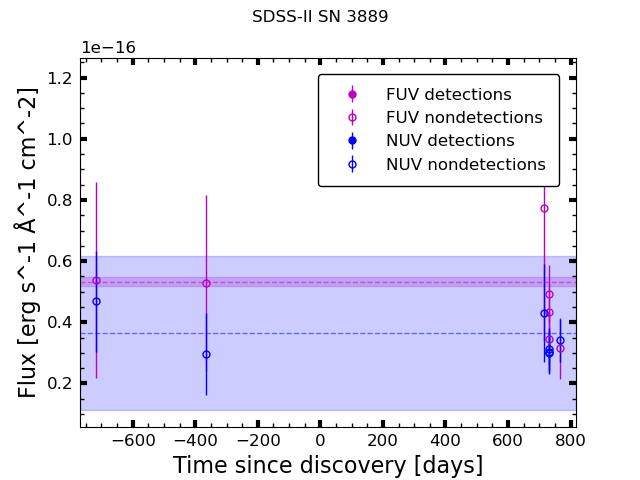 SDSS-II SN 3889
1e−16
FUV detections
FUV nondetections
NUV detections
NUV nondetections
1.2
1.0
0.8
0.6
0.4
0.2
Flux [erg s^-1 Å^-1 cm^-2]
−600 −400 −200 0 200 400 600 800
Time since discovery [days]